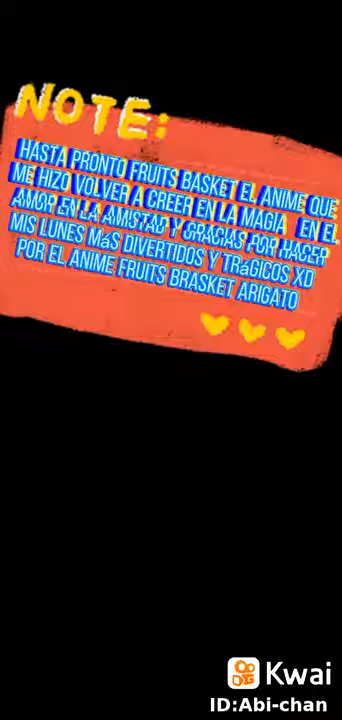 NOTE:
HASTA PRONTO FRUITS BASKET EL ANIME QUE
ME HIZO VOLVER A CREER EN LA MAGIA EN EL
AMOR EN LA AMISTAD Y GRACIAS POR HACER
MIS LUNES MáS DIVERTIDOS Y TRáGICOS XD
POR EL ANIME FRUITS BRASKET ARIGATO
Kwai
ID:Abi-chan